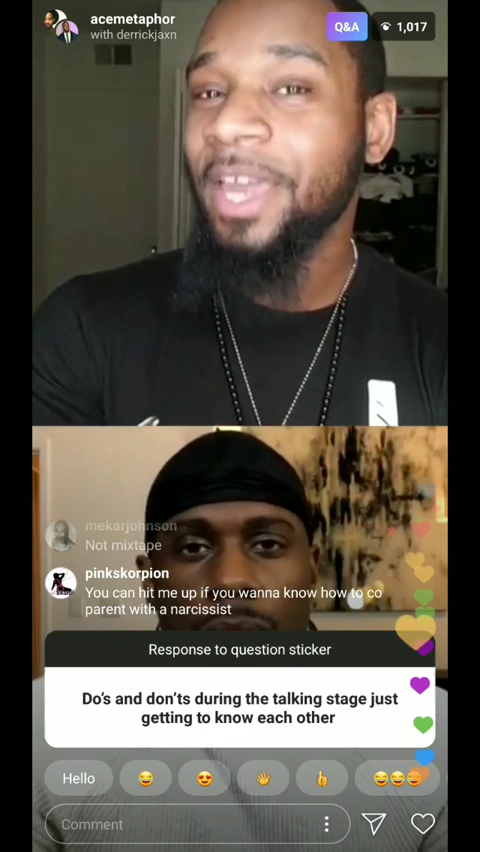 acemetaphor
with derrickjaxn
Q&A
1,017
mekarjohnson
Not mixtape
pinkskorpion
You can hit me up if you wanna know how to co
parent with a narcissist
Response to question sticker
Do's and don'ts during the talking stage just
getting to know each other
Hello
Comment